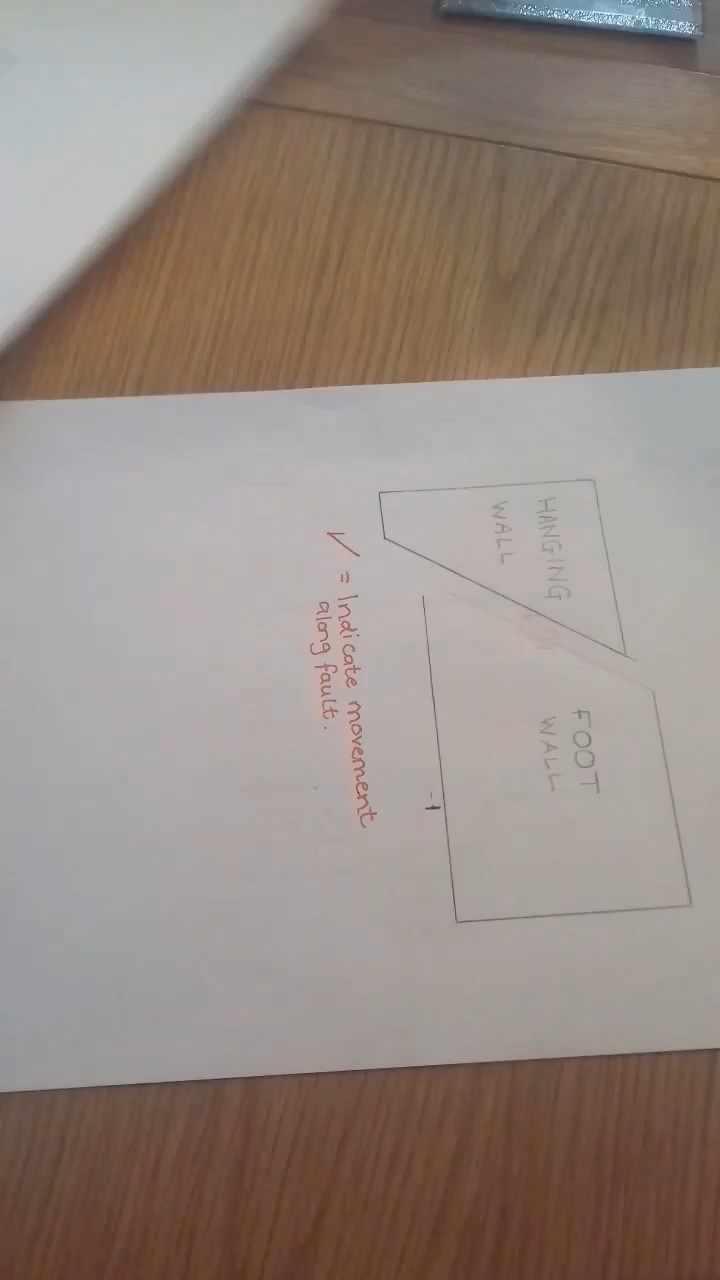 HANGING
WALL
FOOT
WALL
✓ = Indicate movement
along fault.